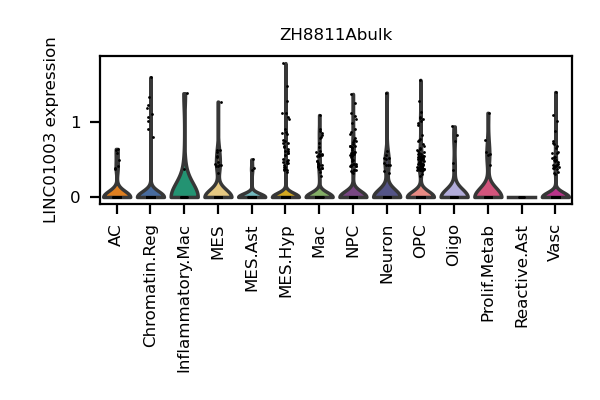 ZH8811Abulk
LINC01003 expression
1
0
AC
Chromatin.Reg
Inflammatory.Mac
MES
MES.Ast
MES.Hyp
Mac
NPC
Neuron
OPC
Oligo
Prolif.Metab
Reactive.Ast
Vasc